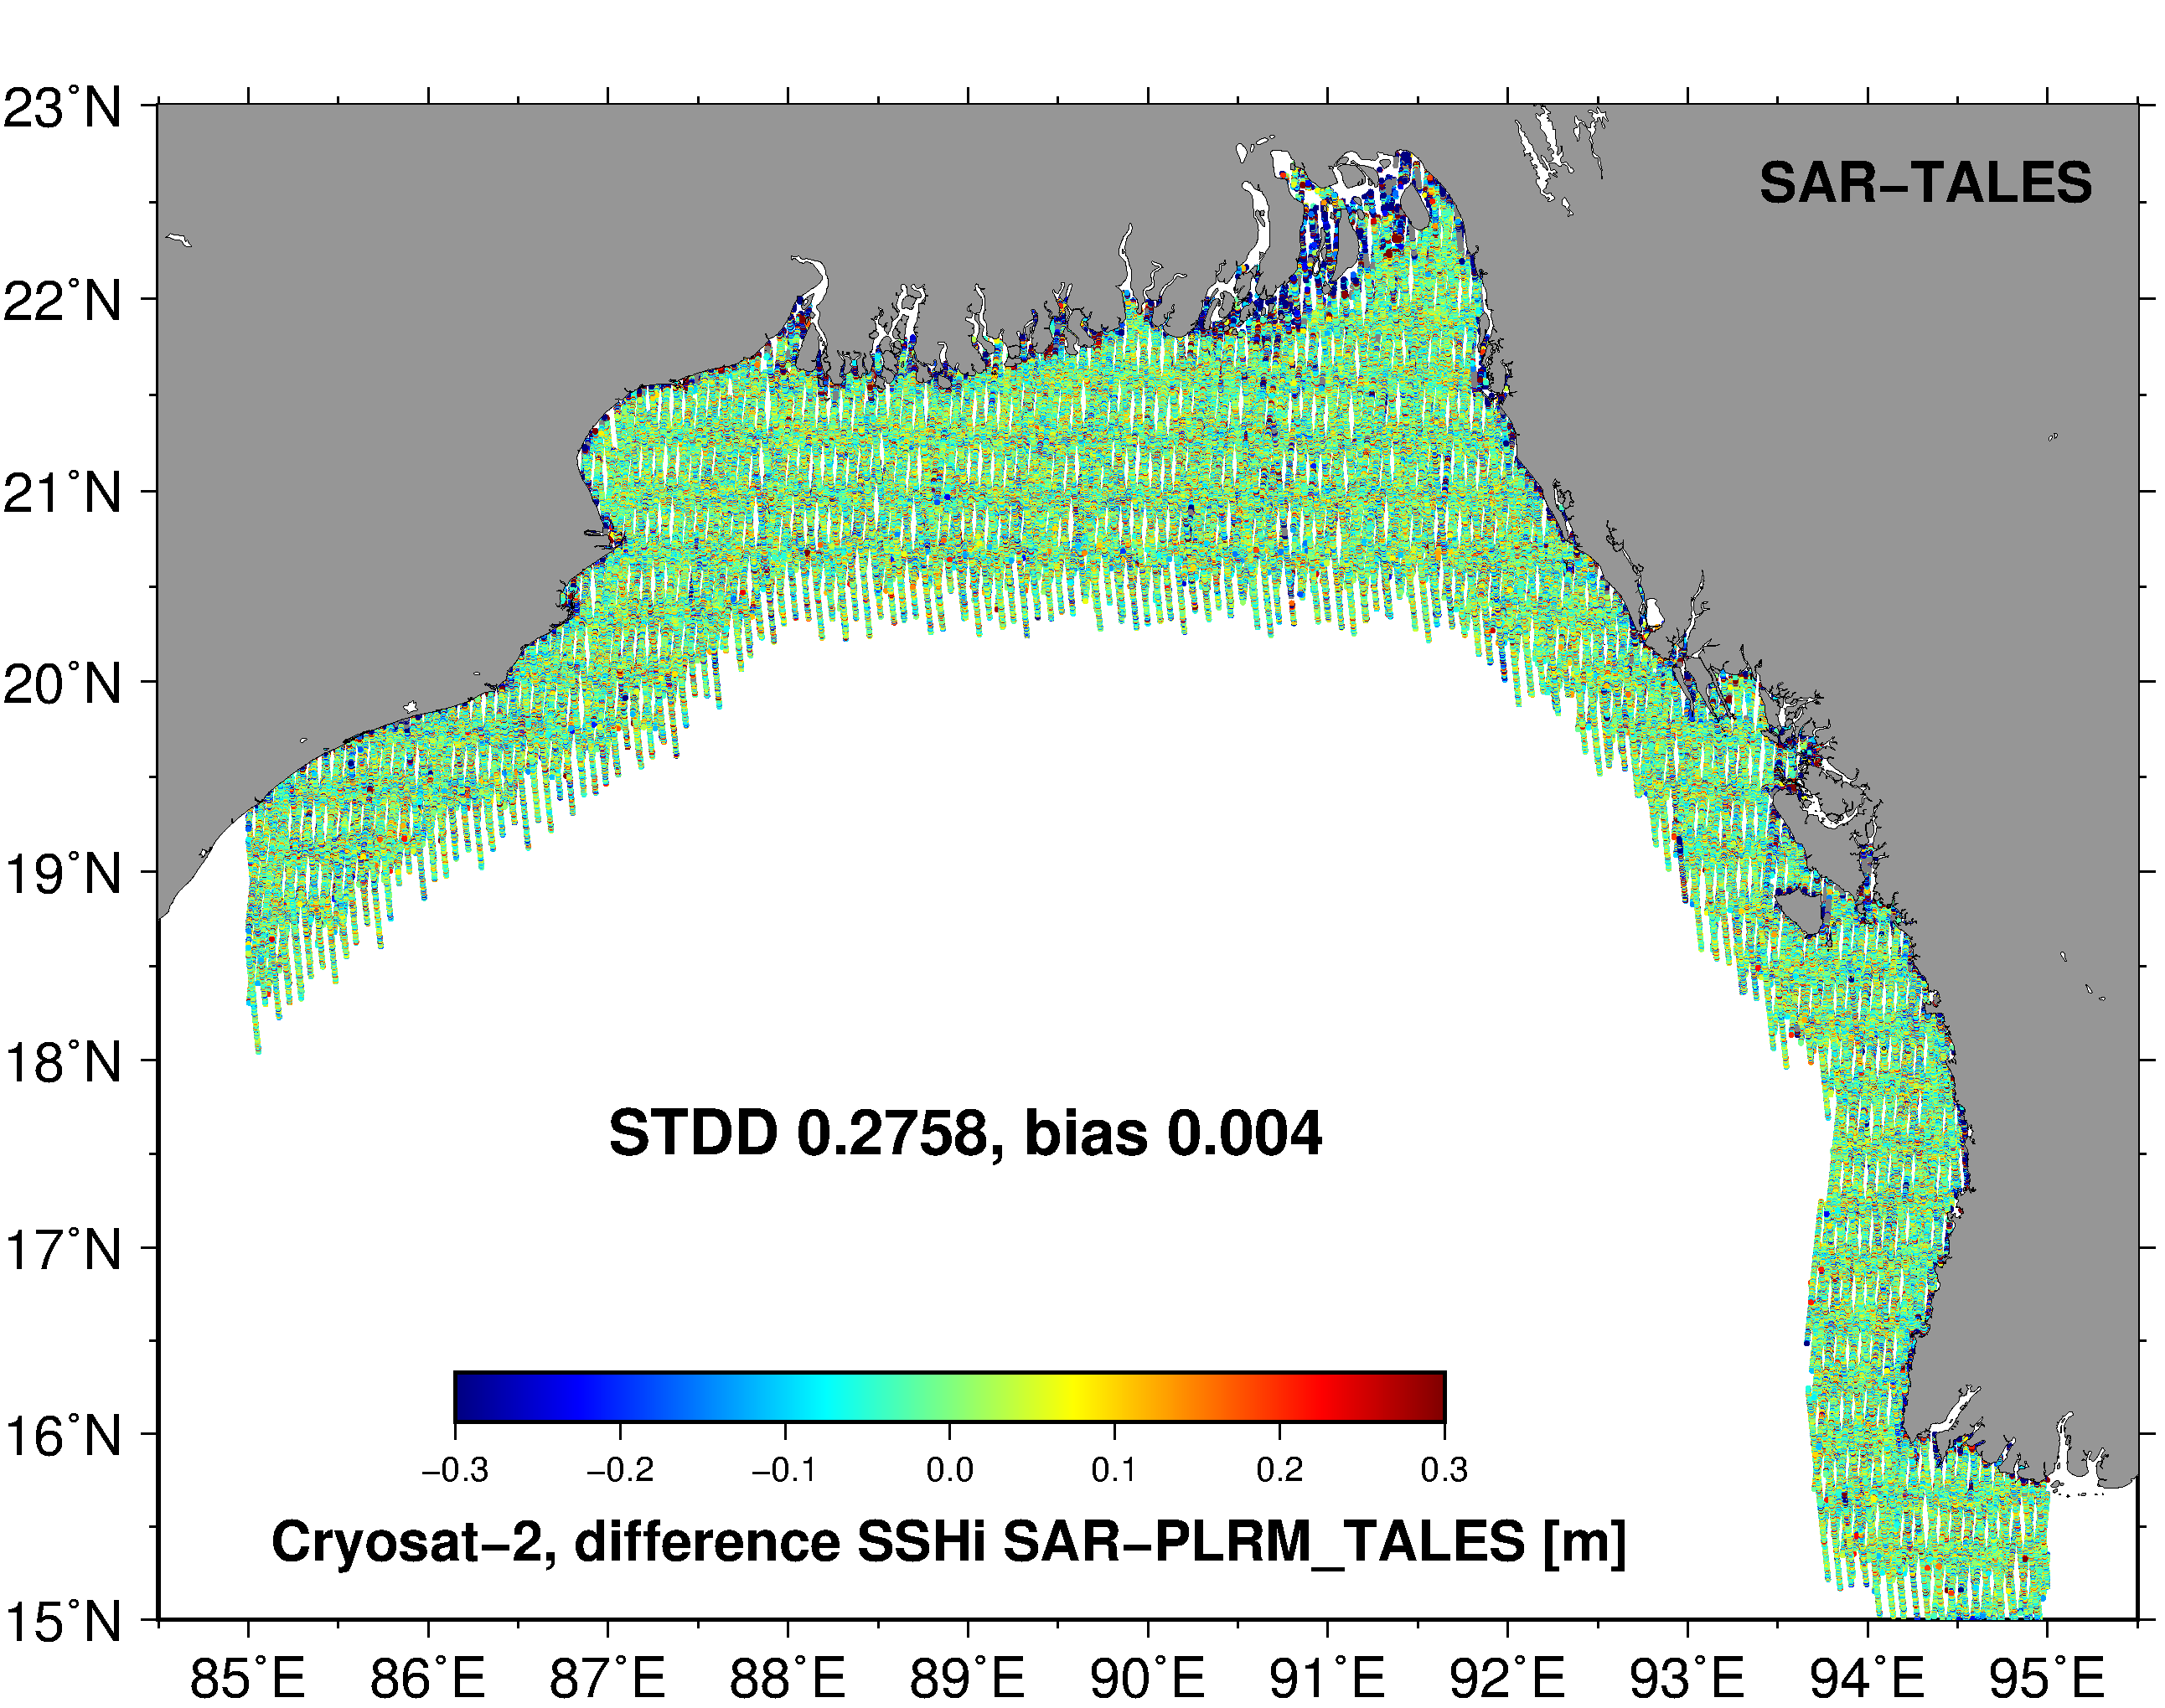 23°N
SAR−TALES
22°N
21°N
20°N
19°N
18°N
STDD 0.2758, bias 0.004
17°N
16°N
−0.3 −0.2 −0.1 0.0 0.1 0.2 0.3
Cryosat−2, difference SSHi SAR−PLRM_TALES [m]
15°N
85°E 86°E 87°E 88°E 89°E 90°E 91°E 92°E 93°E 94°E 95°E